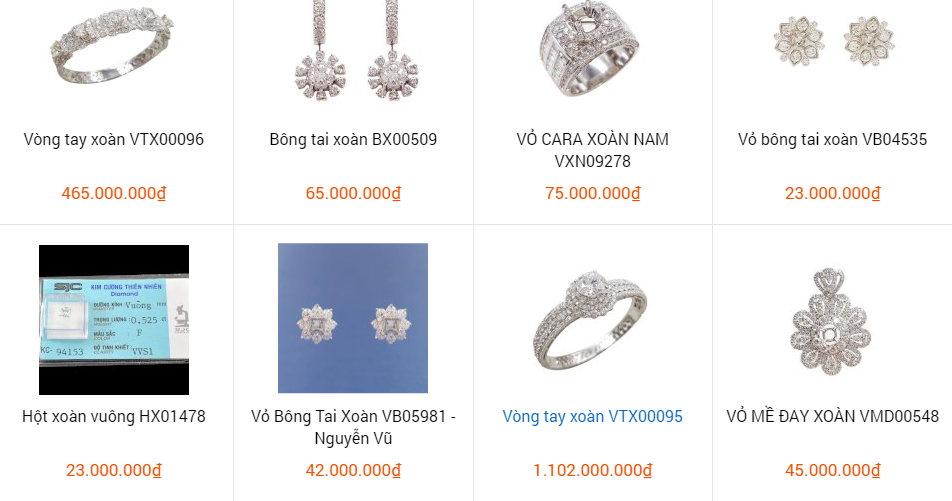 Vòng tay xoàn VTX00096
465.000.000₫
Bông tai xoàn BX00509
65.000.000₫
VỎ CARA XOÀN NAM
VXN09278
75.000.000₫
Vỏ bông tai xoàn VB04535
23.000.000₫
SJC KIM CƯƠNG THIÊN NHIÊN
Diamond
ĐƯỜNG KÍNH Vuông
TRỌNG LƯỢNG 0,525 ct
MÀU SẮC F
ĐỘ TINH KHIẾT VVS1
KC- 94153
Hột xoàn vuông HX01478
23.000.000₫
Vỏ Bông Tai Xoàn VB05981 -
Nguyễn Vũ
42.000.000₫
Vòng tay xoàn VTX00095
1.102.000.000₫
VỎ MỀ ĐAY XOÀN VMD00548
45.000.000₫